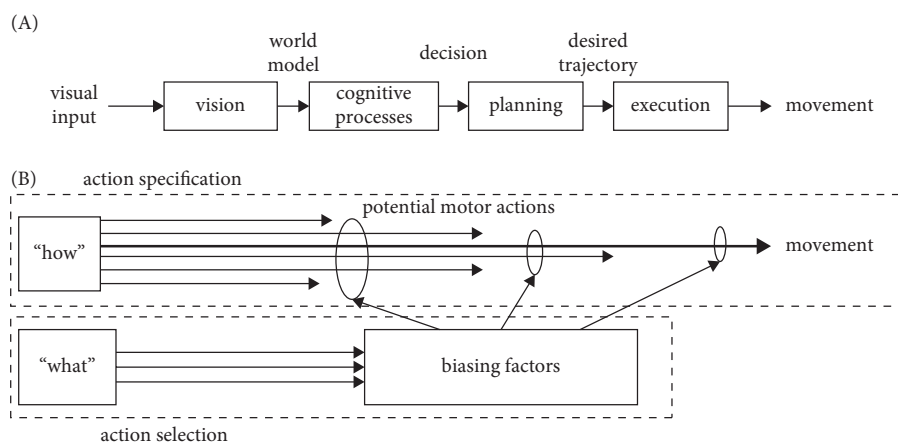 (A)
visual
input
vision
world
model
cognitive
processes
decision
planning
desired
trajectory
execution
movement
(B)
action specification
"how"
potential motor actions
movement
"what"
biasing factors
action selection